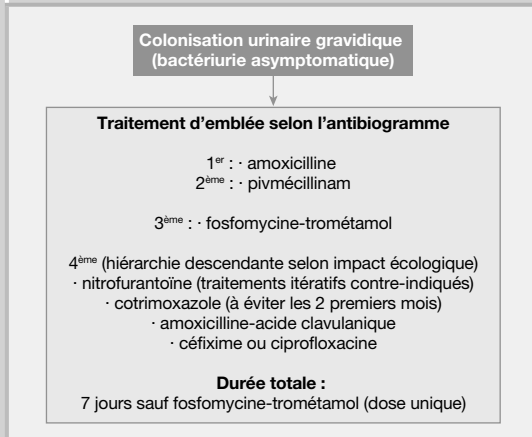 Colonisation urinaire gravidique
(bactériurie asymptomatique)
Traitement d'emblée selon l'antibiogramme
1er : · amoxicilline
2ème : · pivmécillinam
3ème : · fosfomycine-trométamol
4ème (hiérarchie descendante selon impact écologique)
· nitrofurantoïne (traitements itératifs contre-indiqués)
· cotrimoxazole (à éviter les 2 premiers mois)
· amoxicilline-acide clavulanique
· céfixime ou ciprofloxacine
Durée totale :
7 jours sauf fosfomycine-trométamol (dose unique)